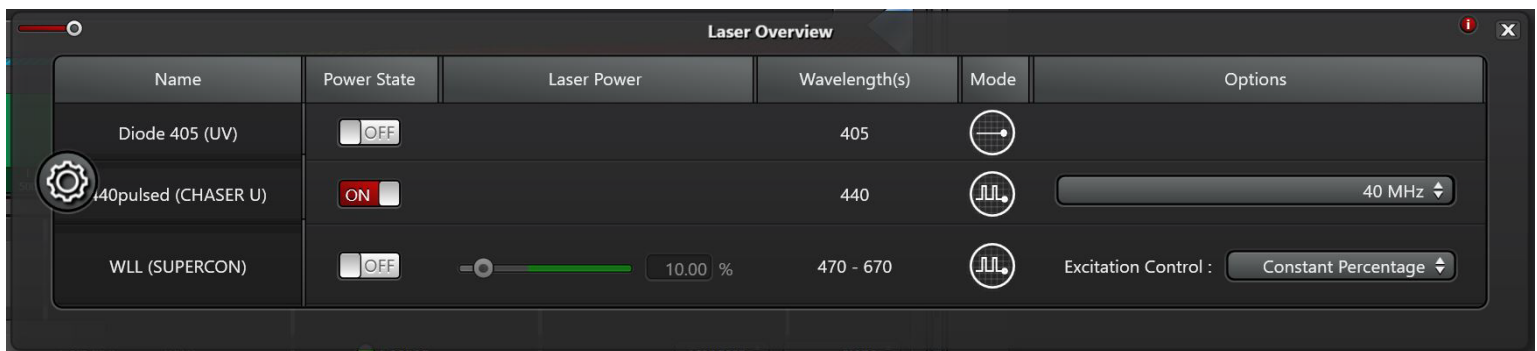 Laser Overview
Name Power State Laser Power Wavelength(s) Mode Options
Diode 405 (UV) OFF 405
40pulsed (CHASER U) ON 440 40 MHz
WLL (SUPERCON) OFF 10.00 % 470 - 670 Excitation Control : Constant Percentage